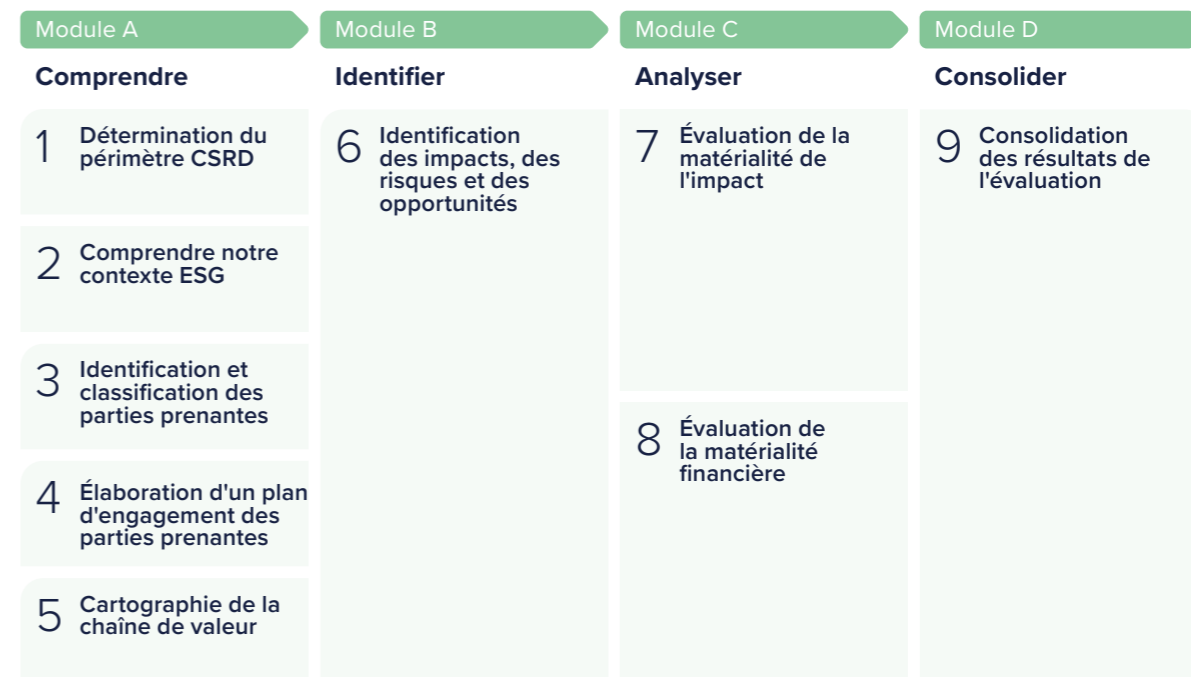 Module A
Comprendre
1
Détermination du
périmètre CSRD
2
Comprendre notre
contexte ESG
3
Identification et
classification des
parties prenantes
4
Élaboration d'un plan
d'engagement des
parties prenantes
5
Cartographie de la
chaîne de valeur
Module B
Identifier
6
Identification
des impacts, des
risques et des
opportunités
Module C
Analyser
7
Évaluation de la
matérialité de
l'impact
8
Évaluation de
la matérialité
financière
Module D
Consolider
9
Consolidation
des résultats de
l'évaluation